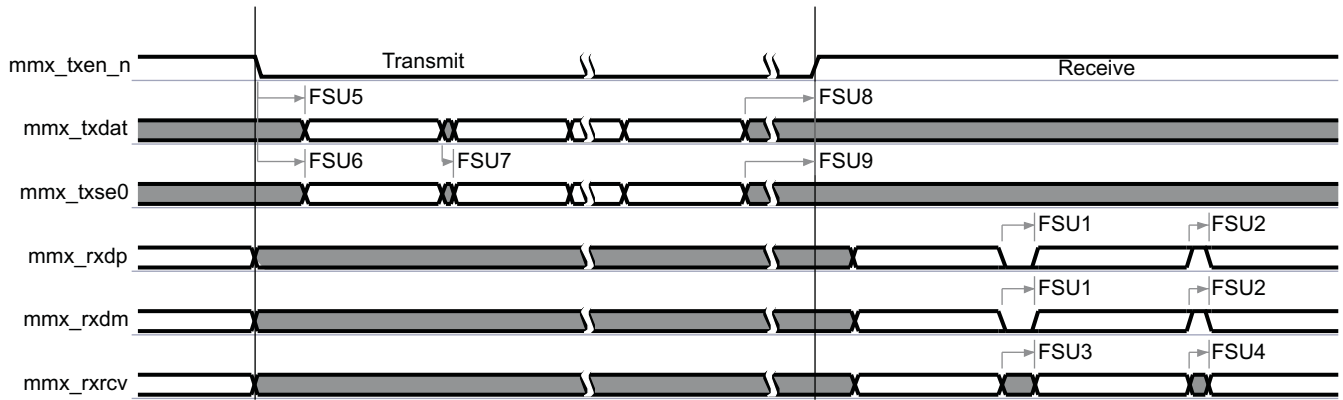 mmx_txen_n Transmit Receive
FSU5 FSU8
mmx_txdat
FSU6 FSU7 FSU9
mmx_txse0
FSU1 FSU2
mmx_rxdp
FSU1 FSU2
mmx_rxdm
FSU3 FSU4
mmx_rxrcv